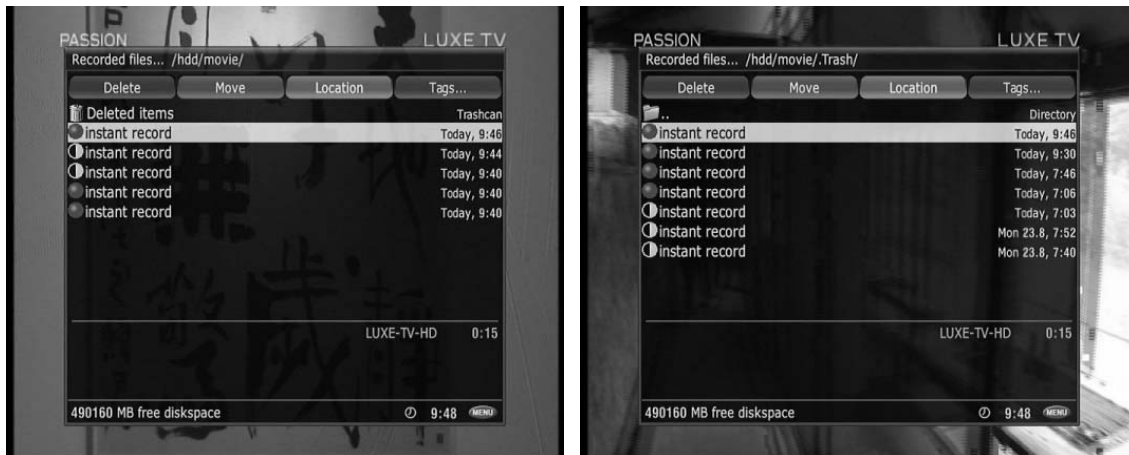 PASSION
LUXE TV
Recorded files... /hdd/movie/
Delete Move Location Tags...
Deleted items Trashcan
instant record Today, 9:46
instant record Today, 9:44
instant record Today, 9:40
instant record Today, 9:40
instant record Today, 9:40
LUXE-TV-HD 0:15
490160 MB free diskspace 9:48 MENU
PASSION
LUXE TV
Recorded files... /hdd/movie/.Trash/
Delete Move Location Tags...
.. Directory
instant record Today, 9:46
instant record Today, 9:30
instant record Today, 7:46
instant record Today, 7:06
instant record Today, 7:03
instant record Mon 23.8, 7:52
instant record Mon 23.8, 7:40
LUXE-TV-HD 0:15
490160 MB free diskspace 9:48 MENU